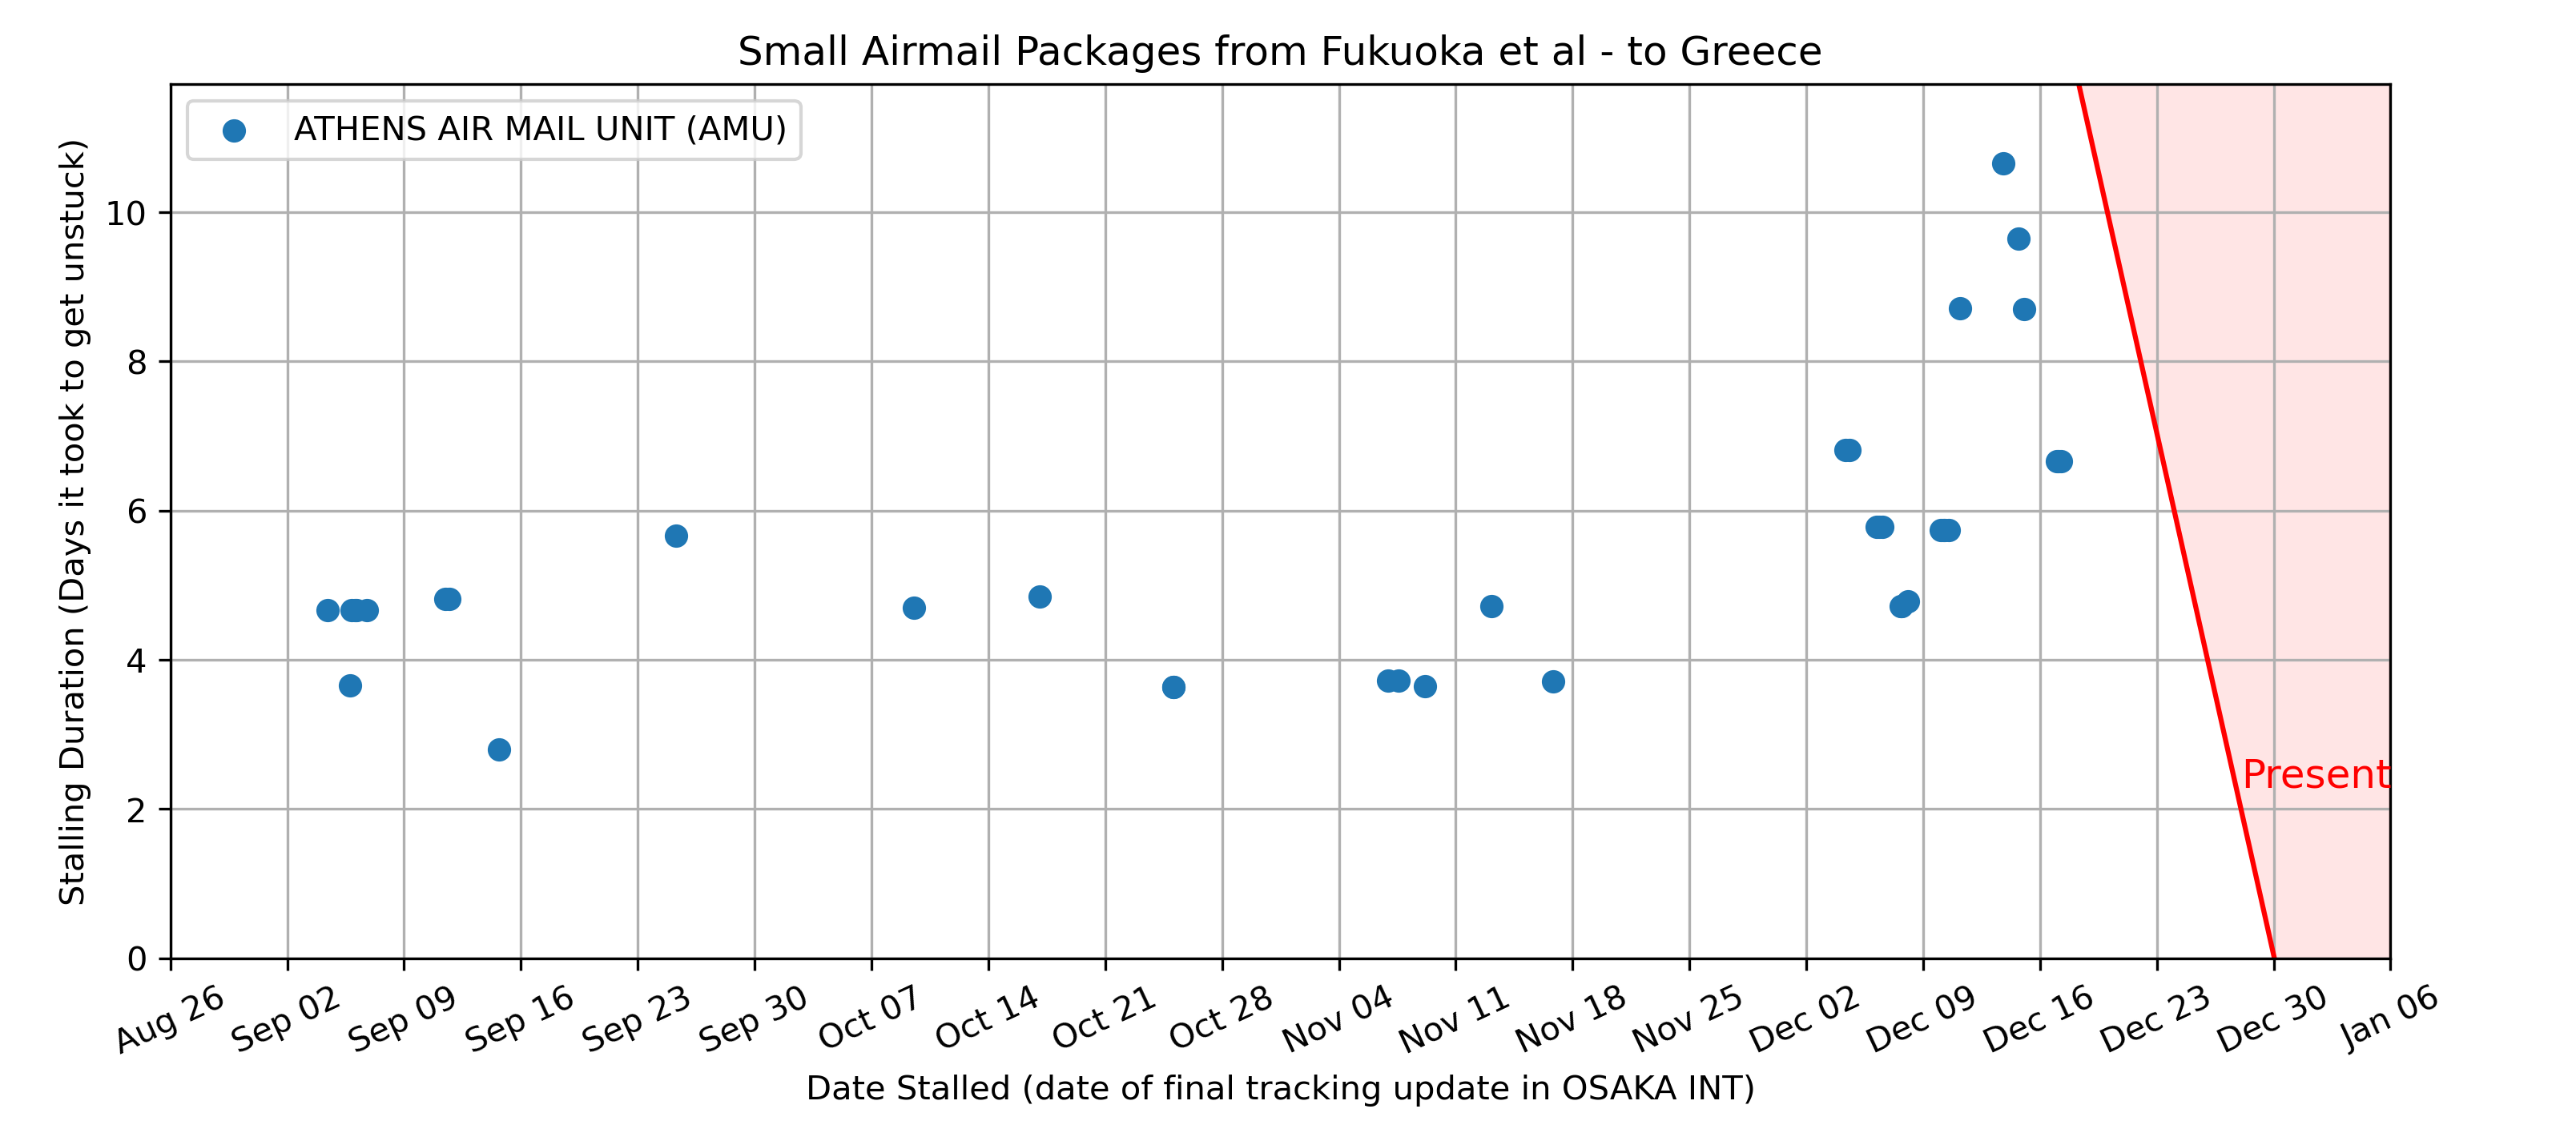 Small Airmail Packages from Fukuoka et al - to Greece
ATHENS AIR MAIL UNIT (AMU)
Stalling Duration (Days it took to get unstuck)
10
8
6
4
2
0
Present
Aug 26
Sep 02
Sep 09
Sep 16
Sep 23
Sep 30
Oct 07
Oct 14
Oct 21
Oct 28
Nov 04
Nov 11
Nov 18
Nov 25
Dec 02
Dec 09
Dec 16
Dec 23
Dec 30
Jan 06
Date Stalled (date of final tracking update in OSAKA INT)